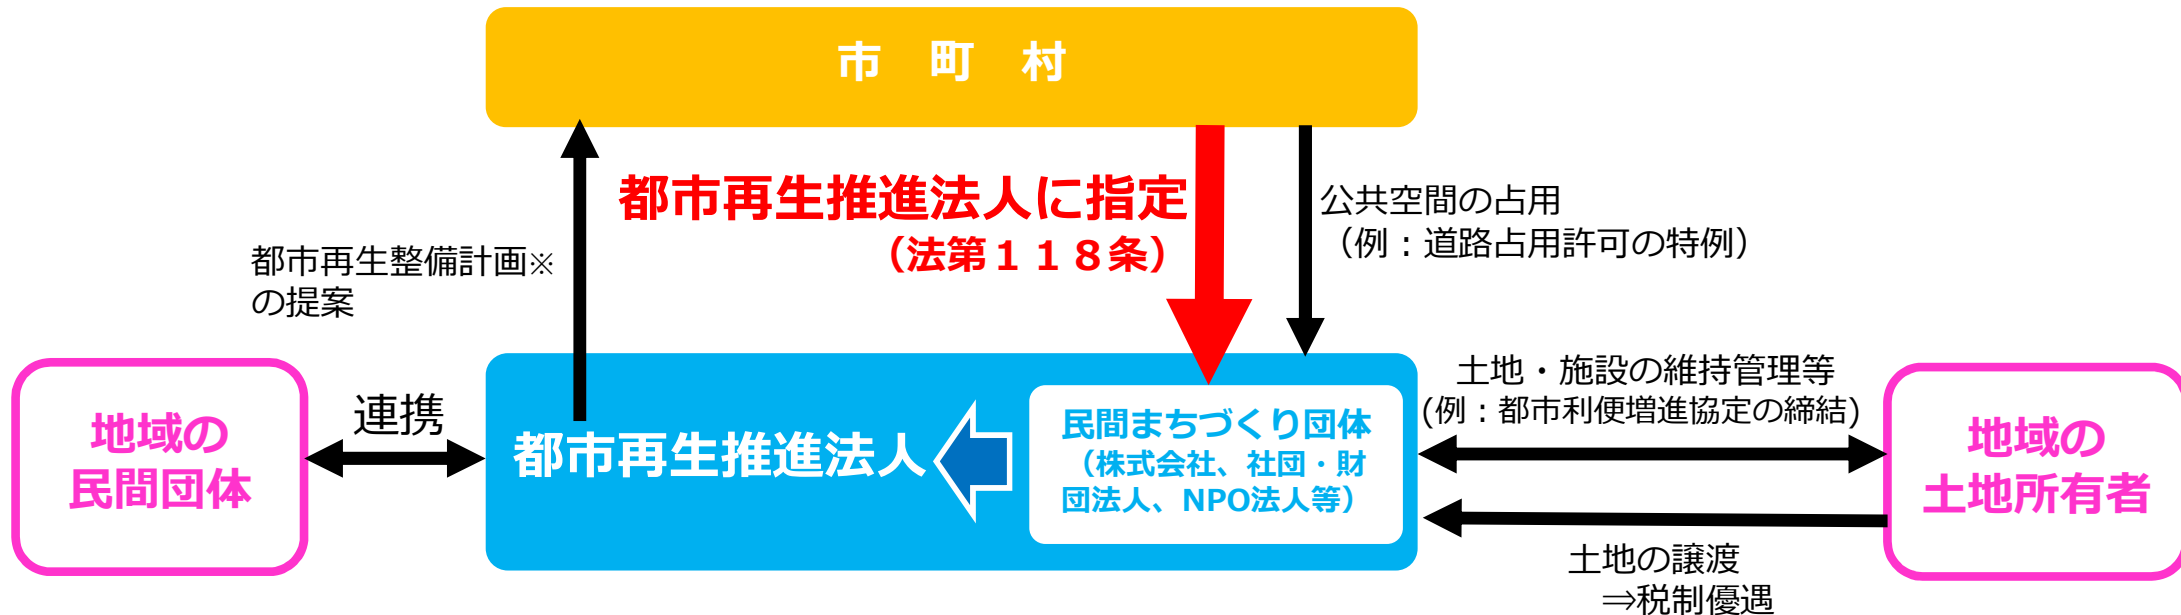 市　町　村
都市再生推進法人に指定
（法第１１８条）
公共空間の占用
（例：道路占用許可の特例）
都市再生整備計画※
の提案
地域の
民間団体
連携
都市再生推進法人
民間まちづくり団体
（株式会社、社団・財
団法人、NPO法人等）
土地・施設の維持管理等
(例：都市利便増進協定の締結)
地域の
土地所有者
土地の譲渡
⇒税制優遇